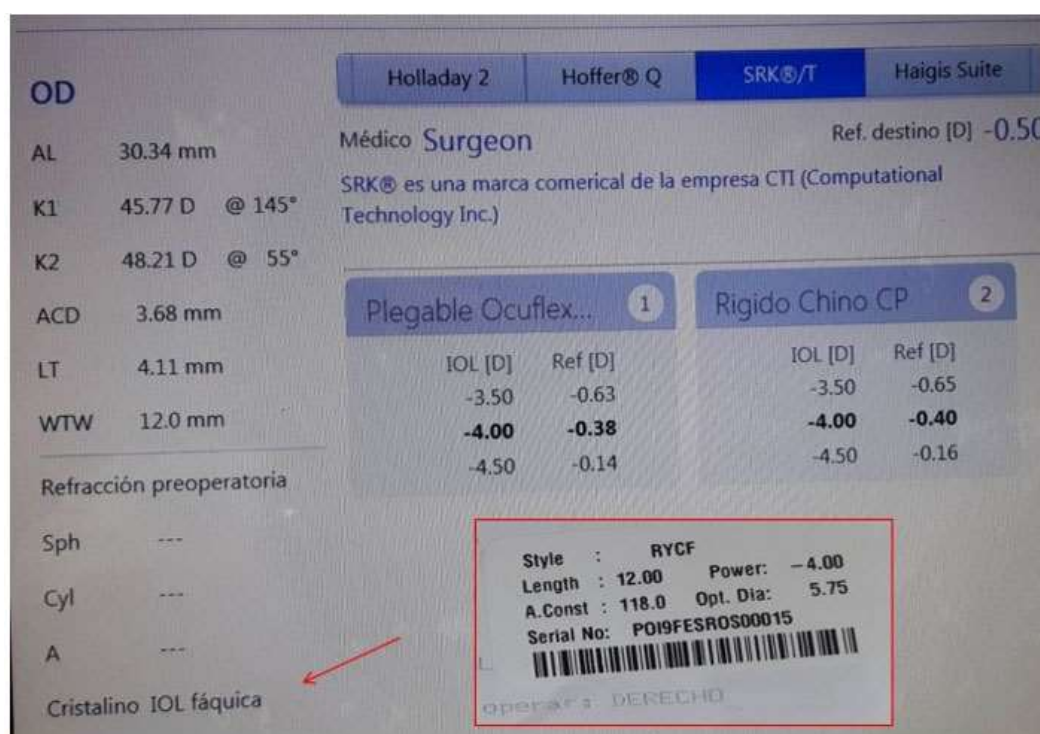 OD
AL 30.34 mm
K1 45.77 D @ 145°
K2 48.21 D @ 55°
ACD 3.68 mm
LT 4.11 mm
WTW 12.0 mm
Refracción preoperatoria
Sph ---
Cyl ---
A ---
Cristalino IOL fáquica
Holladay 2 Hoffer® Q SRK®/T Haigis Suite
Médico Surgeon Ref. destino [D] -0.50
SRK® es una marca comerical de la empresa CTI (Computational
Technology Inc.)
Plegable Ocuflex... 1
IOL [D] Ref [D]
-3.50 -0.63
-4.00 -0.38
-4.50 -0.14
Rigido Chino CP 2
IOL [D] Ref [D]
-3.50 -0.65
-4.00 -0.40
-4.50 -0.16
Style : RYCF
Length : 12.00 Power: -4.00
A.Const : 118.0 Opt. Dia: 5.75
Serial No: POI9FESROS00015
operar: DERECHO